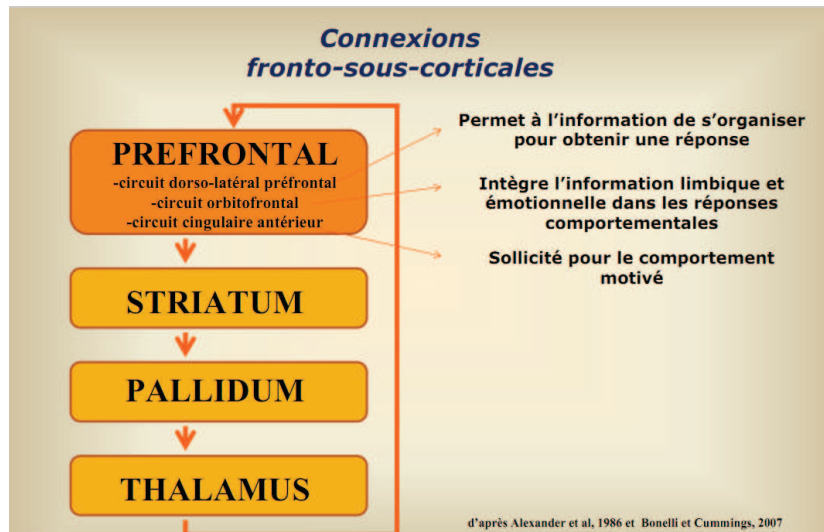 Connexions
fronto-sous-corticales
PREFRONTAL
-circuit dorso-latéral préfrontal
-circuit orbitofrontal
-circuit cingulaire antérieur
Permet à l'information de s'organiser
pour obtenir une réponse
Intègre l'information limbique et
émotionnelle dans les réponses
comportementales
Sollicité pour le comportement
motivé
STRIATUM
PALLIDUM
THALAMUS
d'après Alexander et al, 1986 et Bonelli et Cummings, 2007